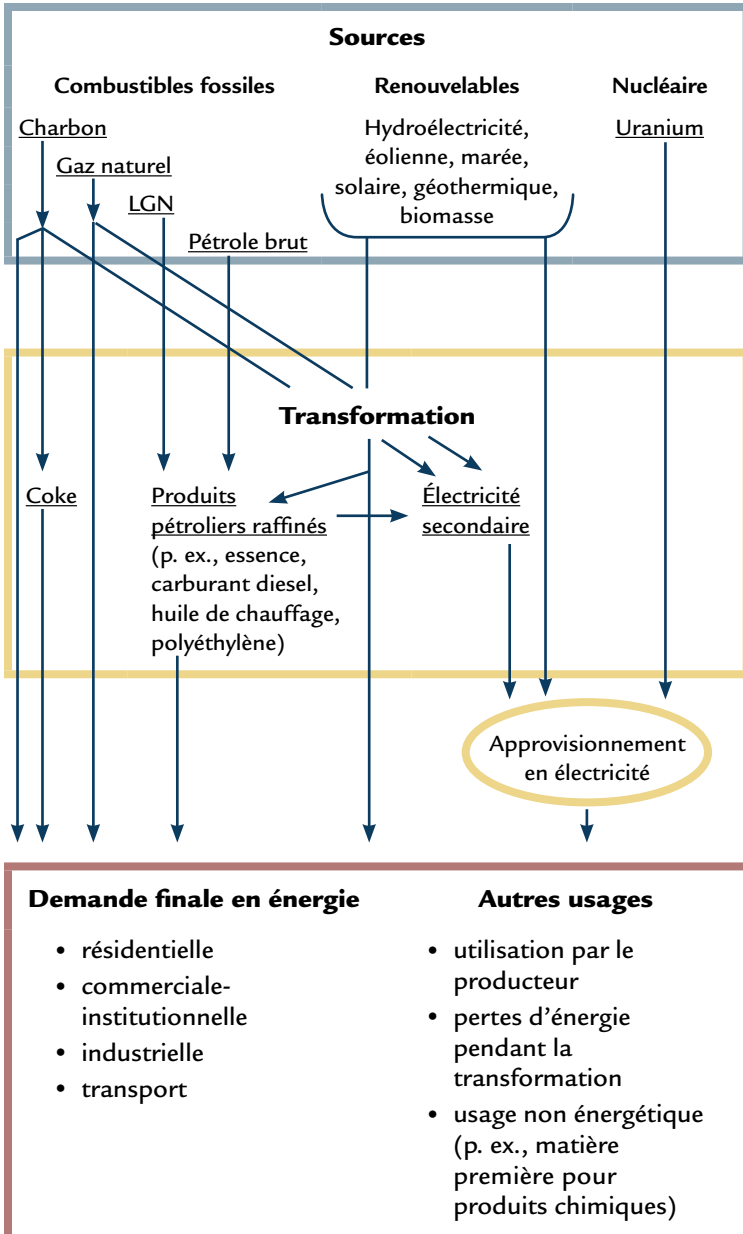 Sources
Combustibles fossiles
Renouvelables
Nucléaire
Charbon
Gaz naturel
LGN
Pétrole brut
Hydroélectricité,
éolienne, marée,
solaire, géothermique,
biomasse
Uranium
Transformation
Coke
Produits
pétroliers raffinés
(p. ex., essence,
carburant diesel,
huile de chauffage,
polyéthylène)
Électricité
secondaire
Approvisionnement
en électricité
Demande finale en énergie
• résidentielle
• commerciale-
institutionnelle
• industrielle
• transport
Autres usages
• utilisation par le
producteur
• pertes d’énergie
pendant la
transformation
• usage non énergétique
(p. ex., matière
première pour
produits chimiques)